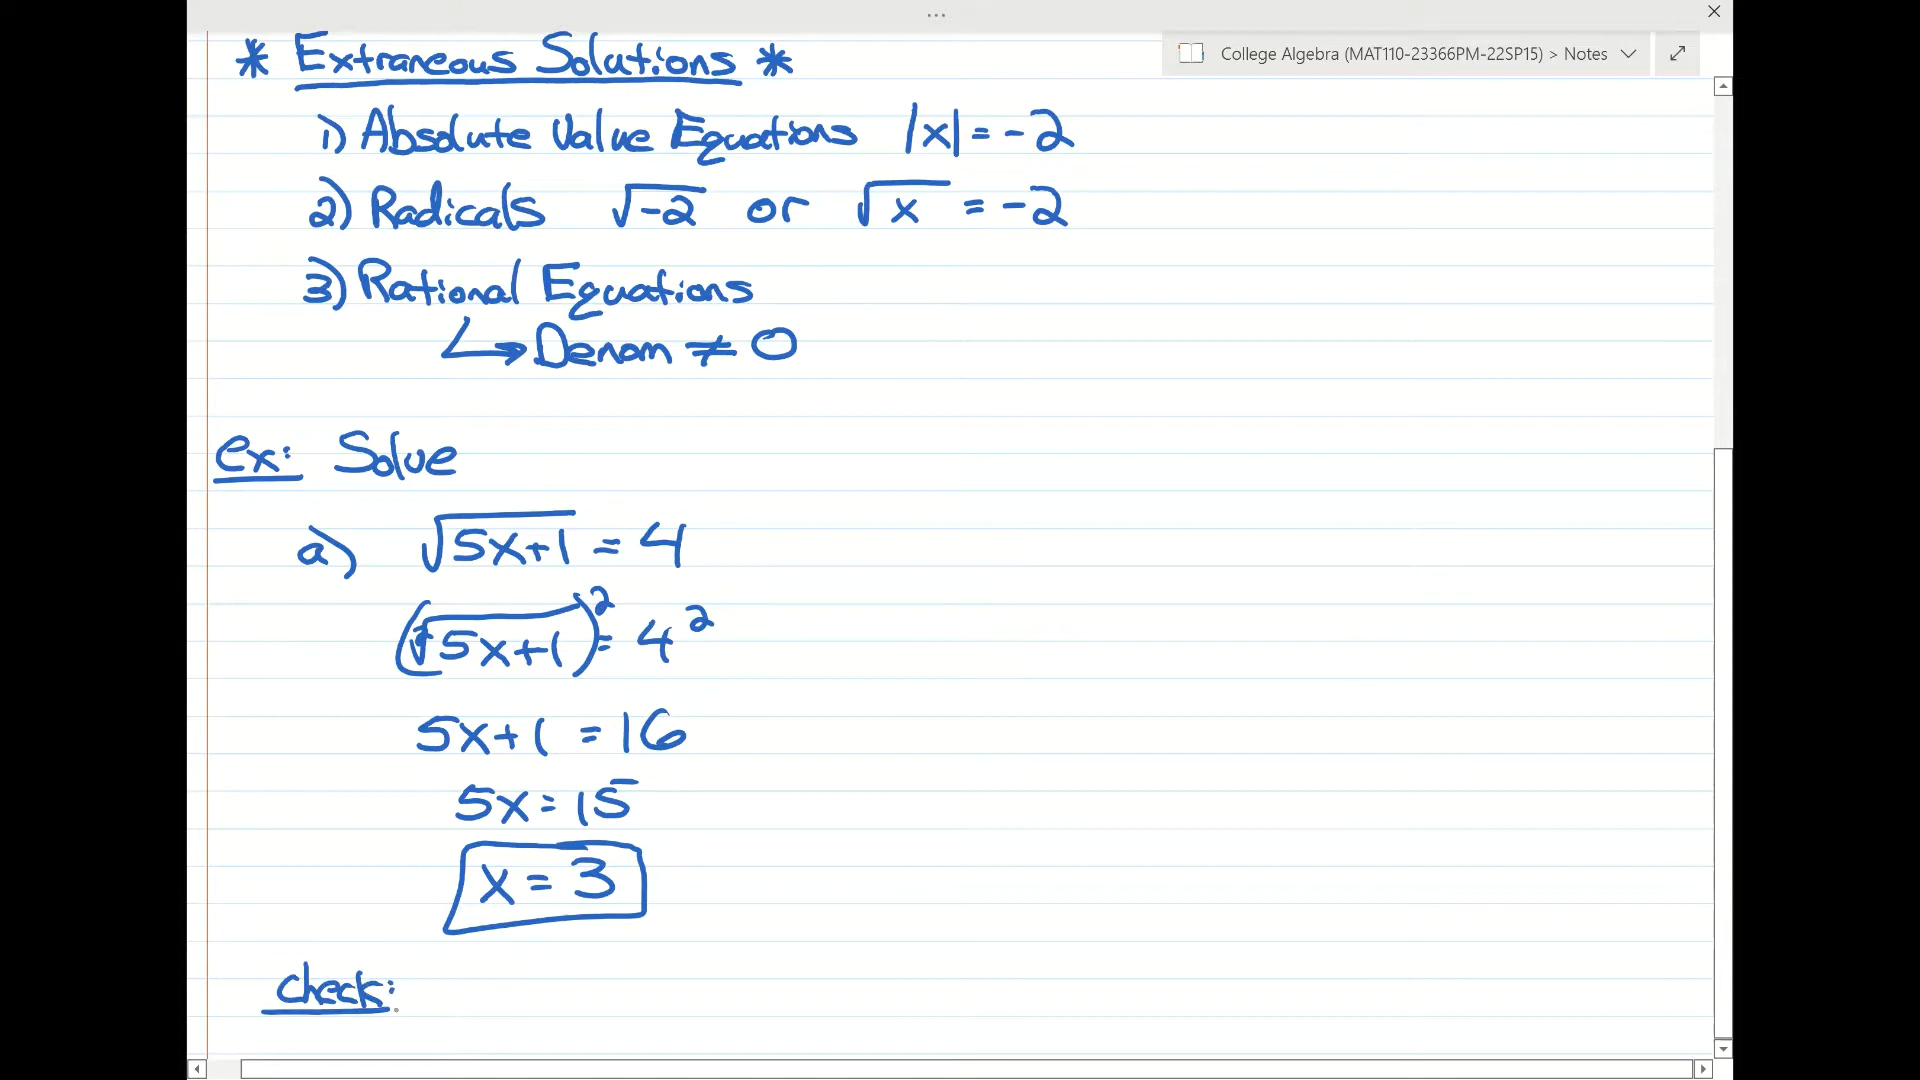 ...
College Algebra (MAT110-23366PM-22SP15) > Notes
* Extraneous Solutions *
1) Absolute Value Equations |x| = -2
2) Radicals √-2 or √x = -2
3) Rational Equations
↳ Denom ≠ 0
ex: Solve
a) √5x+1 = 4
(²√5x+1)² = 4²
5x+1 = 16
5x = 15
x = 3
check: